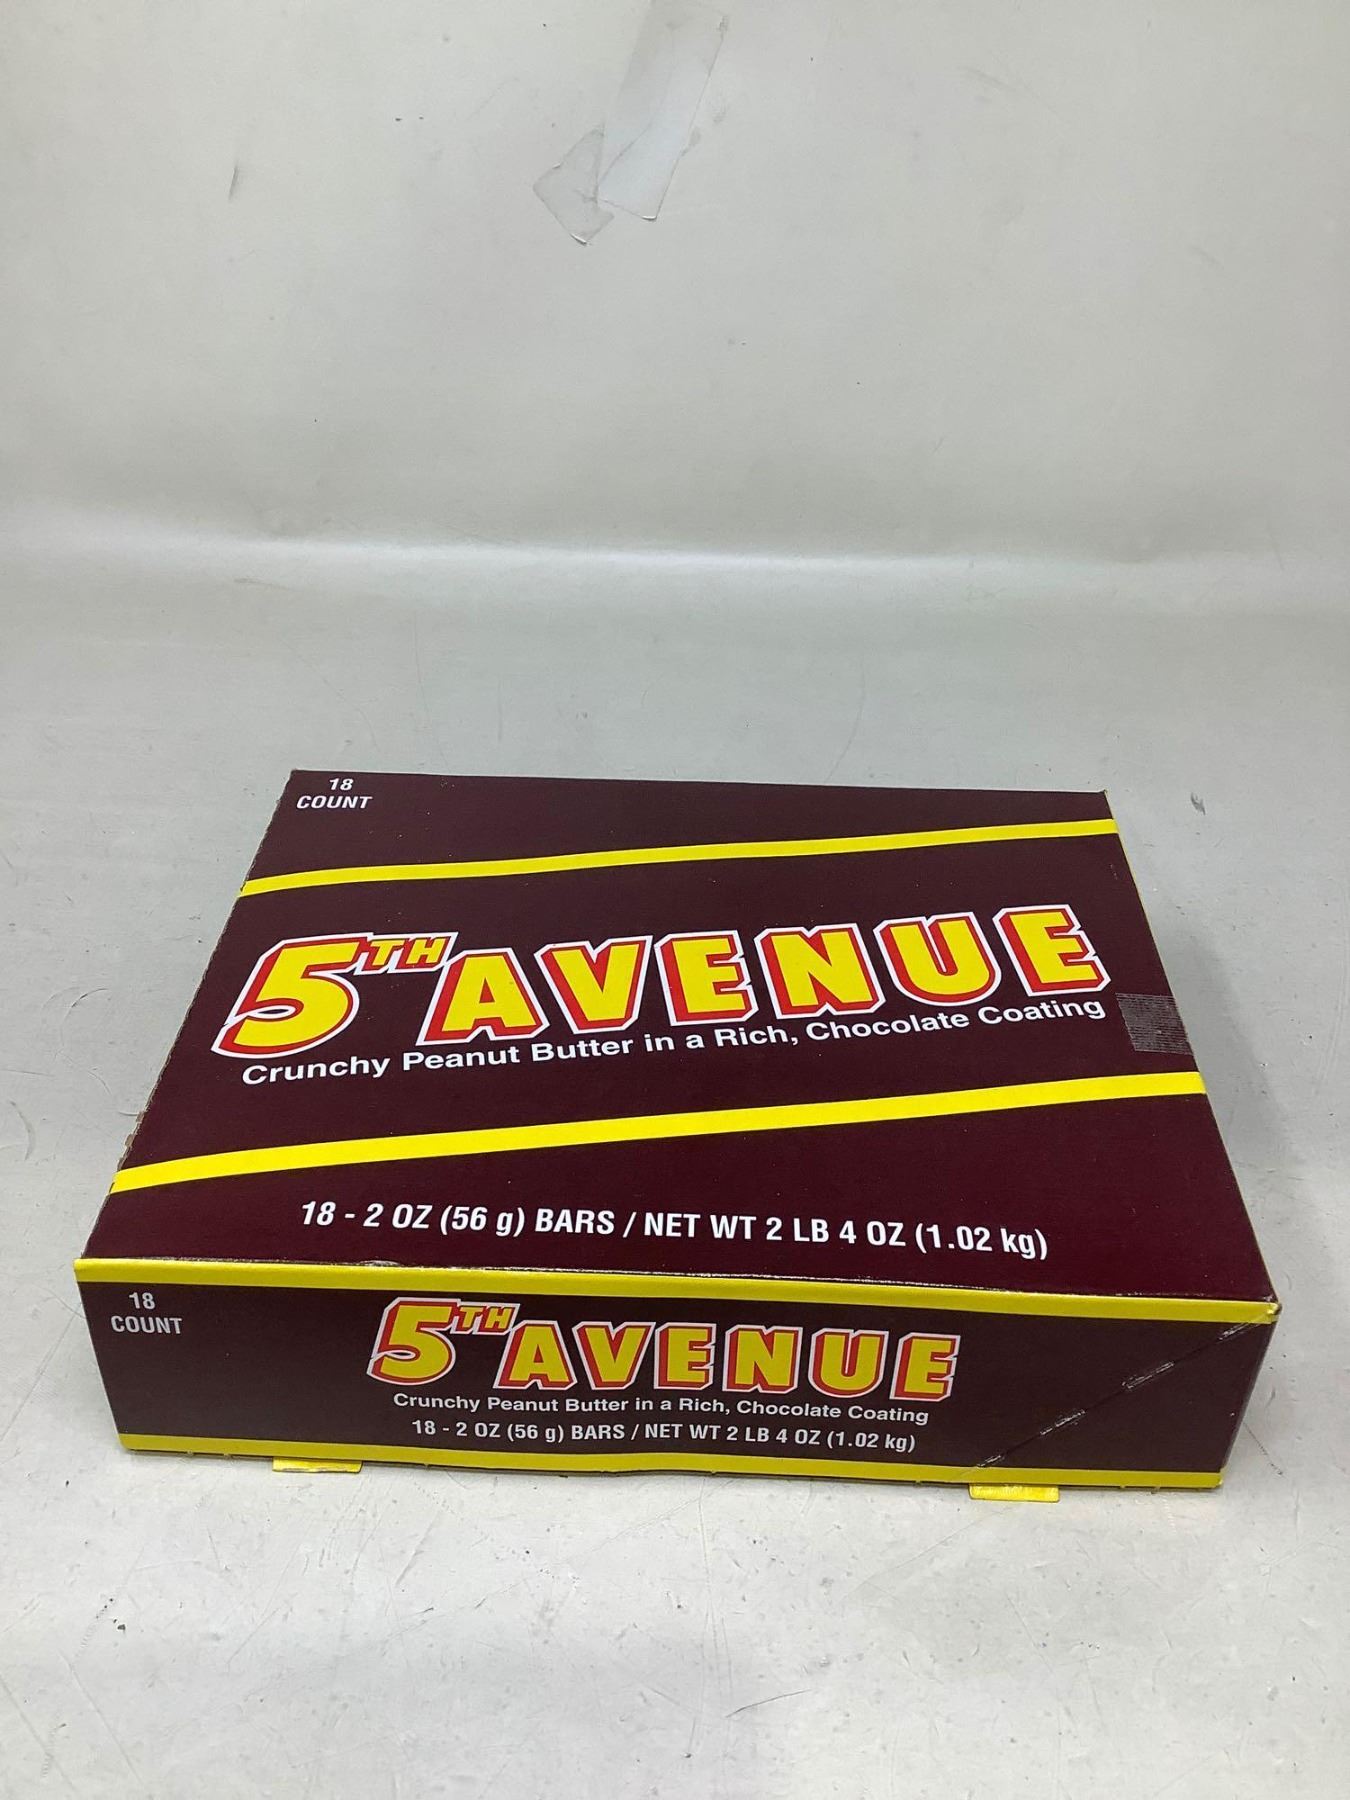 18
COUNT
5TH AVENUE
Crunchy Peanut Butter in a Rich, Chocolate Coating
18 - 2 OZ (56 g) BARS / NET WT 2 LB 4 OZ (1.02 kg)
18
COUNT
5TH AVENUE
Crunchy Peanut Butter in a Rich, Chocolate Coating
18 - 2 OZ (56 g) BARS / NET WT 2 LB 4 OZ (1.02 kg)